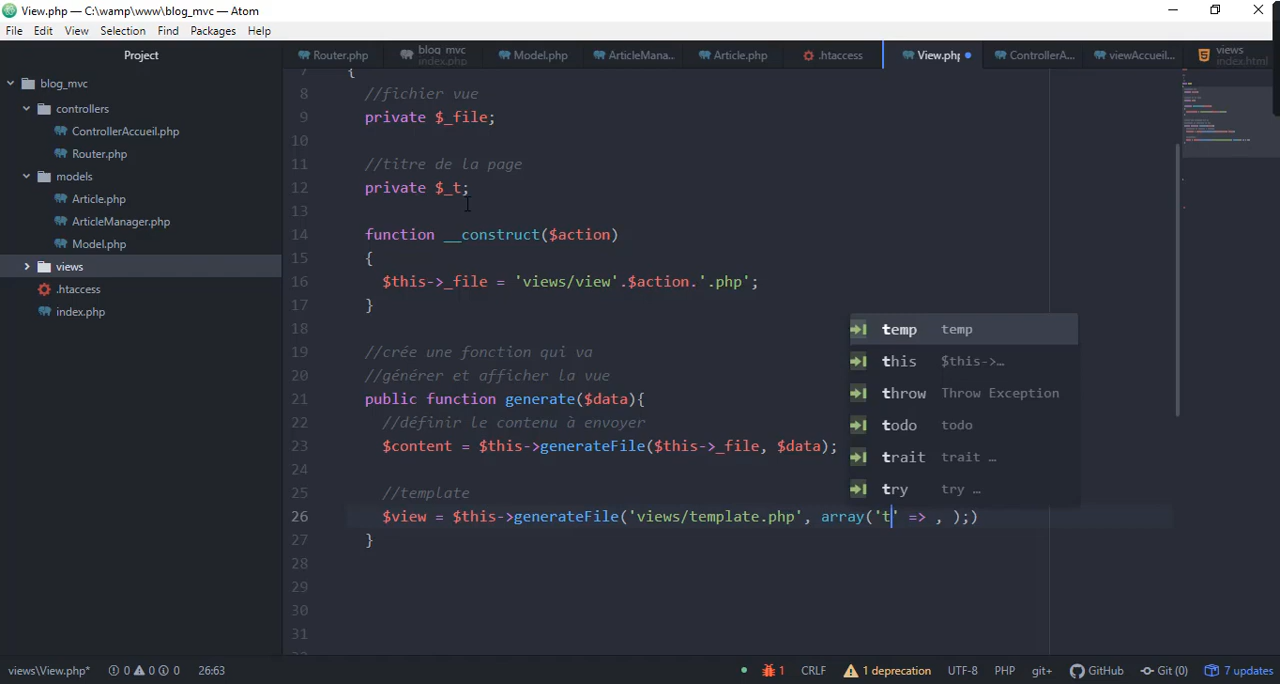 View.php — C:\wamp\www\blog_mvc — Atom
File Edit View Selection Find Packages Help
Project
Router.php
blog_mvc
index.php
Model.php
ArticleMana..
Article.php
.htaccess
View.php
ControllerA...
viewAccueil...
views
index.html
blog_mvc
controllers
ControllerAccueil.php
Router.php
models
Article.php
ArticleManager.php
Model.php
views
.htaccess
index.php
7 {
8 //fichier vue
9 private $_file;
10
11 //titre de la page
12 private $_t;
13
14 function __construct($action)
15 {
16 $this->_file = 'views/view'.$action.'.php';
17 }
18
19 //crée une fonction qui va
20 //générer et afficher la vue
21 public function generate($data){
22 //définir le contenu à envoyer
23 $content = $this->generateFile($this->_file, $data);
24
25 //template
26 $view = $this->generateFile('views/template.php', array('t' => , );)
27 }
28
29
30
31
temp temp
this $this->…
throw Throw Exception
todo todo
trait trait …
try try …
views\View.php* 0 0 0 26:63
1 CRLF 1 deprecation UTF-8 PHP git+ GitHub Git (0) 7 updates